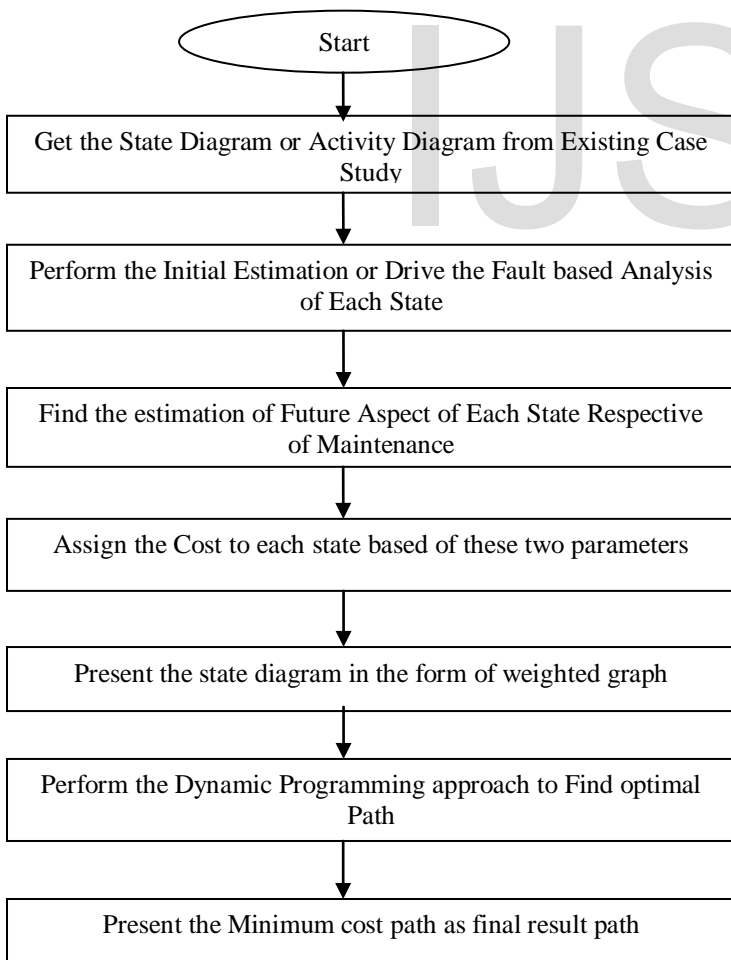 Start
IJS
Get the State Diagram or Activity Diagram from Existing Case
Study
Perform the Initial Estimation or Drive the Fault based Analysis
of Each State
Find the estimation of Future Aspect of Each State Respective
of Maintenance
Assign the Cost to each state based of these two parameters
Present the state diagram in the form of weighted graph
Perform the Dynamic Programming approach to Find optimal
Path
Present the Minimum cost path as final result path